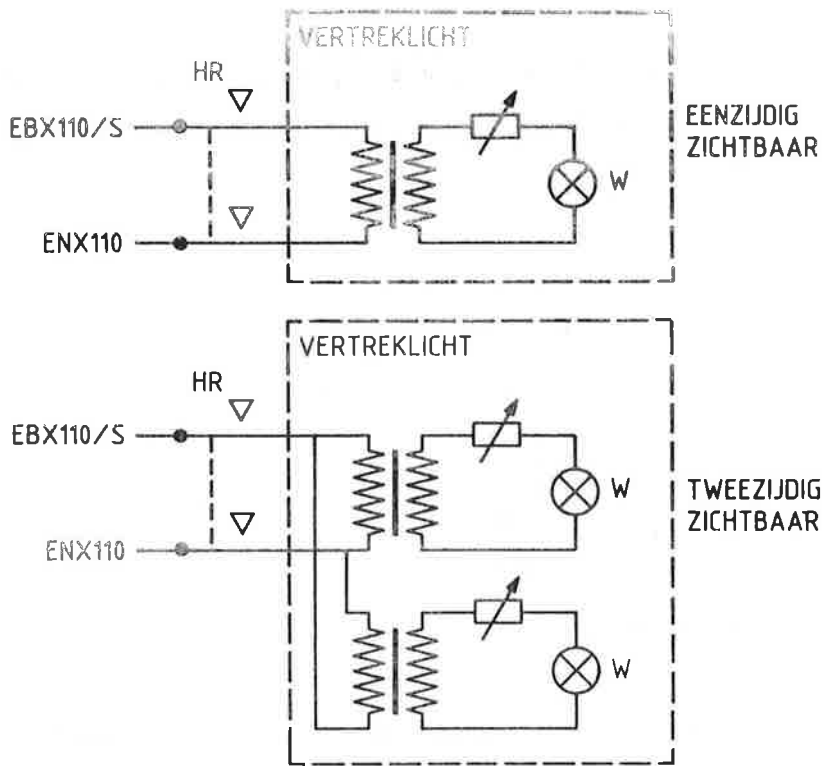 VERTREKLICHT
HR
EBX110/S
EENZIJDIG
ZICHTBAAR
W
ENX110
VERTREKLICHT
HR
EBX110/S
W
TWEEZIJDIG
ZICHTBAAR
ENX110
W